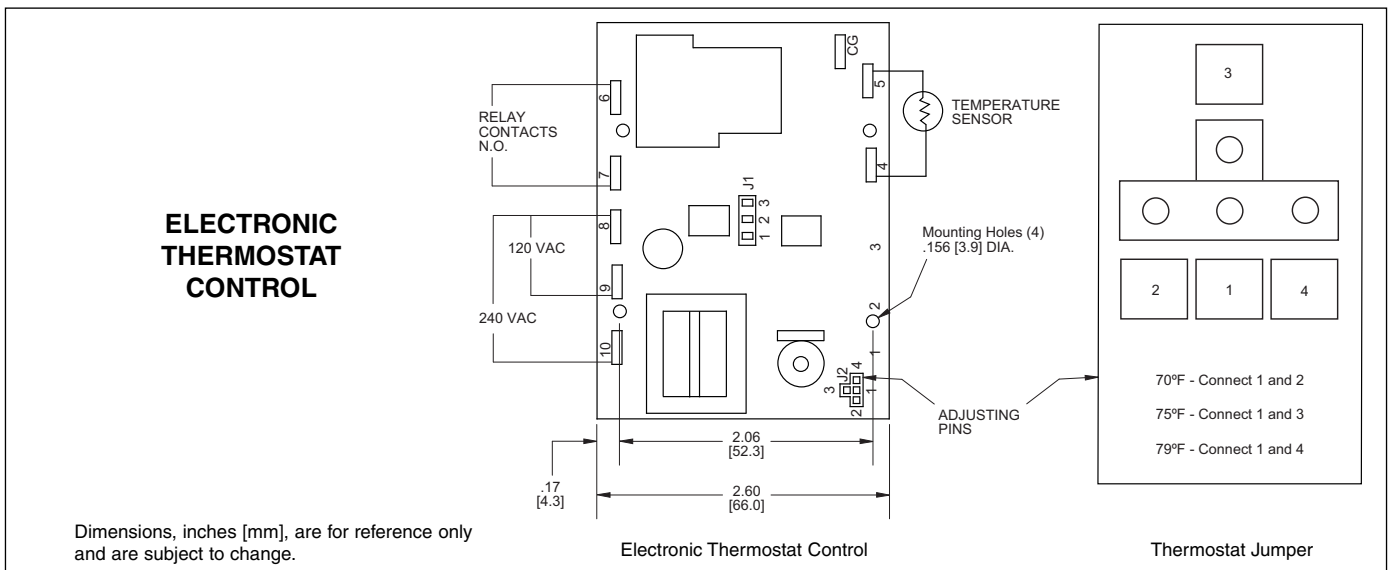 ELECTRONIC
THERMOSTAT
CONTROL
RELAY
CONTACTS
N.O.
120 VAC
240 VAC
6
7
8
9
10
CG
5
4
3
2
1
J1
3
2
1
J2
4
3
1
2
TEMPERATURE
SENSOR
Mounting Holes (4)
.156 [3.9] DIA.
ADJUSTING
PINS
2.06
[52.3]
.17
[4.3]
2.60
[66.0]
3
2 1 4
70ºF - Connect 1 and 2
75ºF - Connect 1 and 3
79ºF - Connect 1 and 4
Dimensions, inches [mm], are for reference only
and are subject to change.
Electronic Thermostat Control
Thermostat Jumper